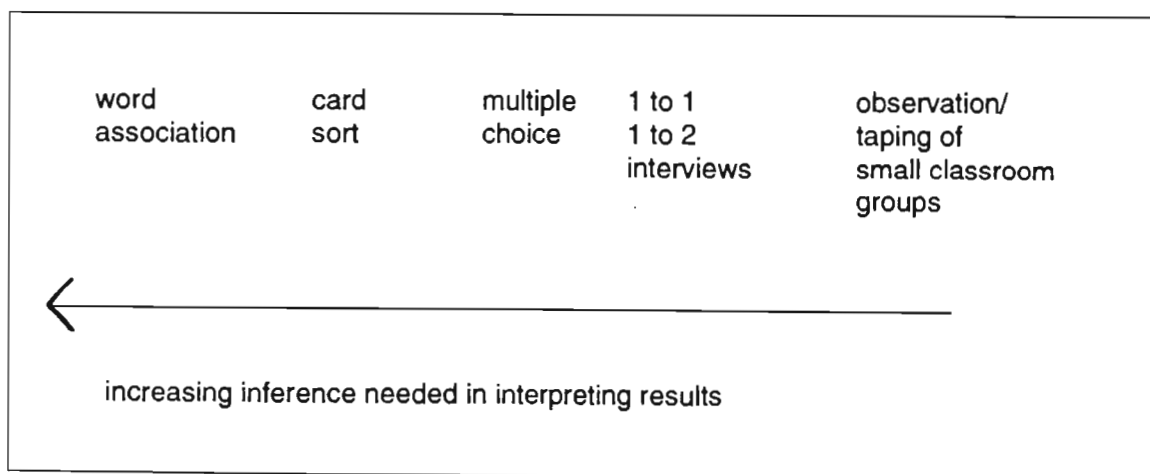 word
association
card
sort
multiple
choice
1 to 1
1 to 2
interviews
observation/
taping of
small classroom
groups
increasing inference needed in interpreting results